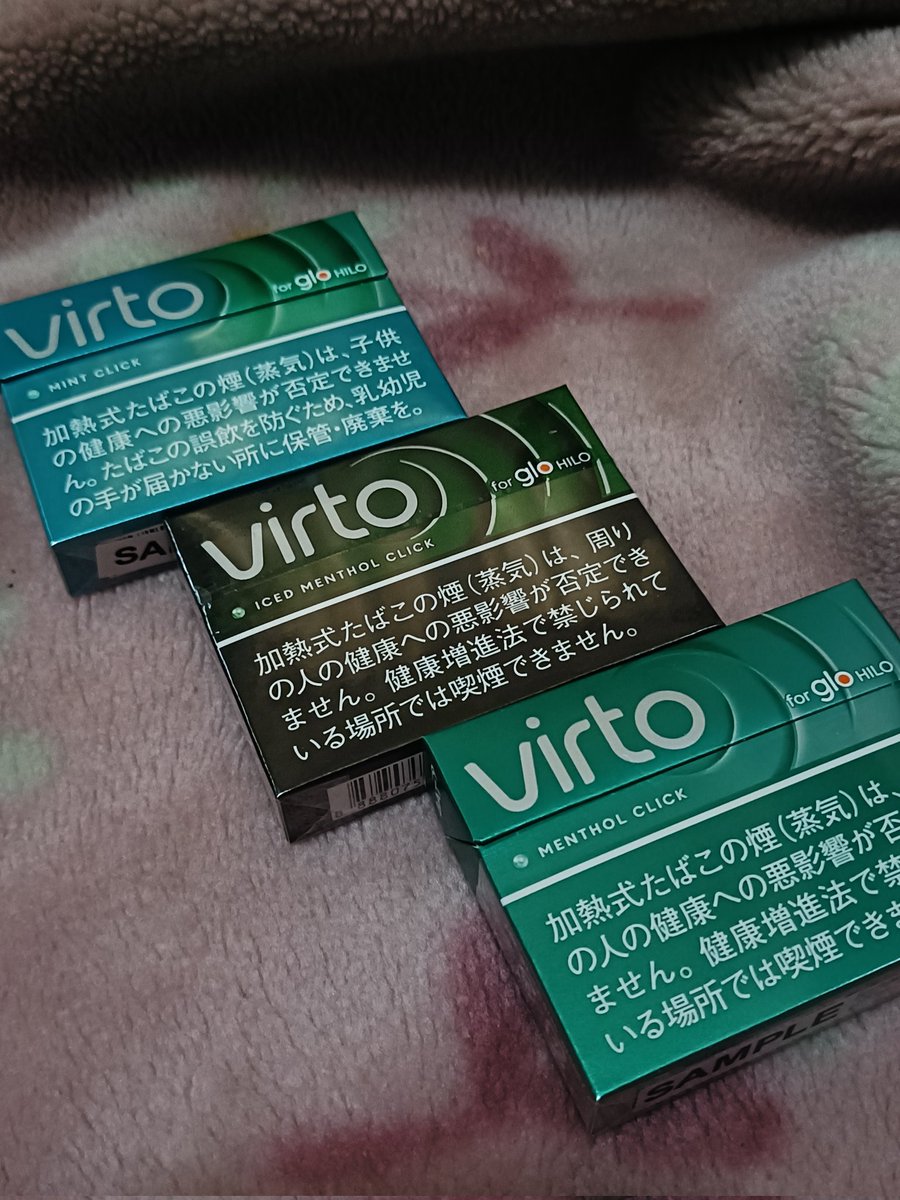 virto
for glo HILO
MINT CLICK
加熱式たばこの煙(蒸気)は、子供
の健康への悪影響が否定できませ
ん。たばこの誤飲を防ぐため、乳幼児
の手が届かない所に保管・廃棄を。
virto
for glo HILO
ICED MENTHOL CLICK
加熱式たばこの煙(蒸気)は、周り
の人の健康への悪影響が否定でき
ません。健康増進法で禁じられて
いる場所では喫煙できません。
virto
for glo HILO
MENTHOL CLICK
加熱式たばこの煙(蒸気)は、
の人の健康への悪影響が否
ません。健康増進法で禁
いる場所では喫煙できま
SAMPLE